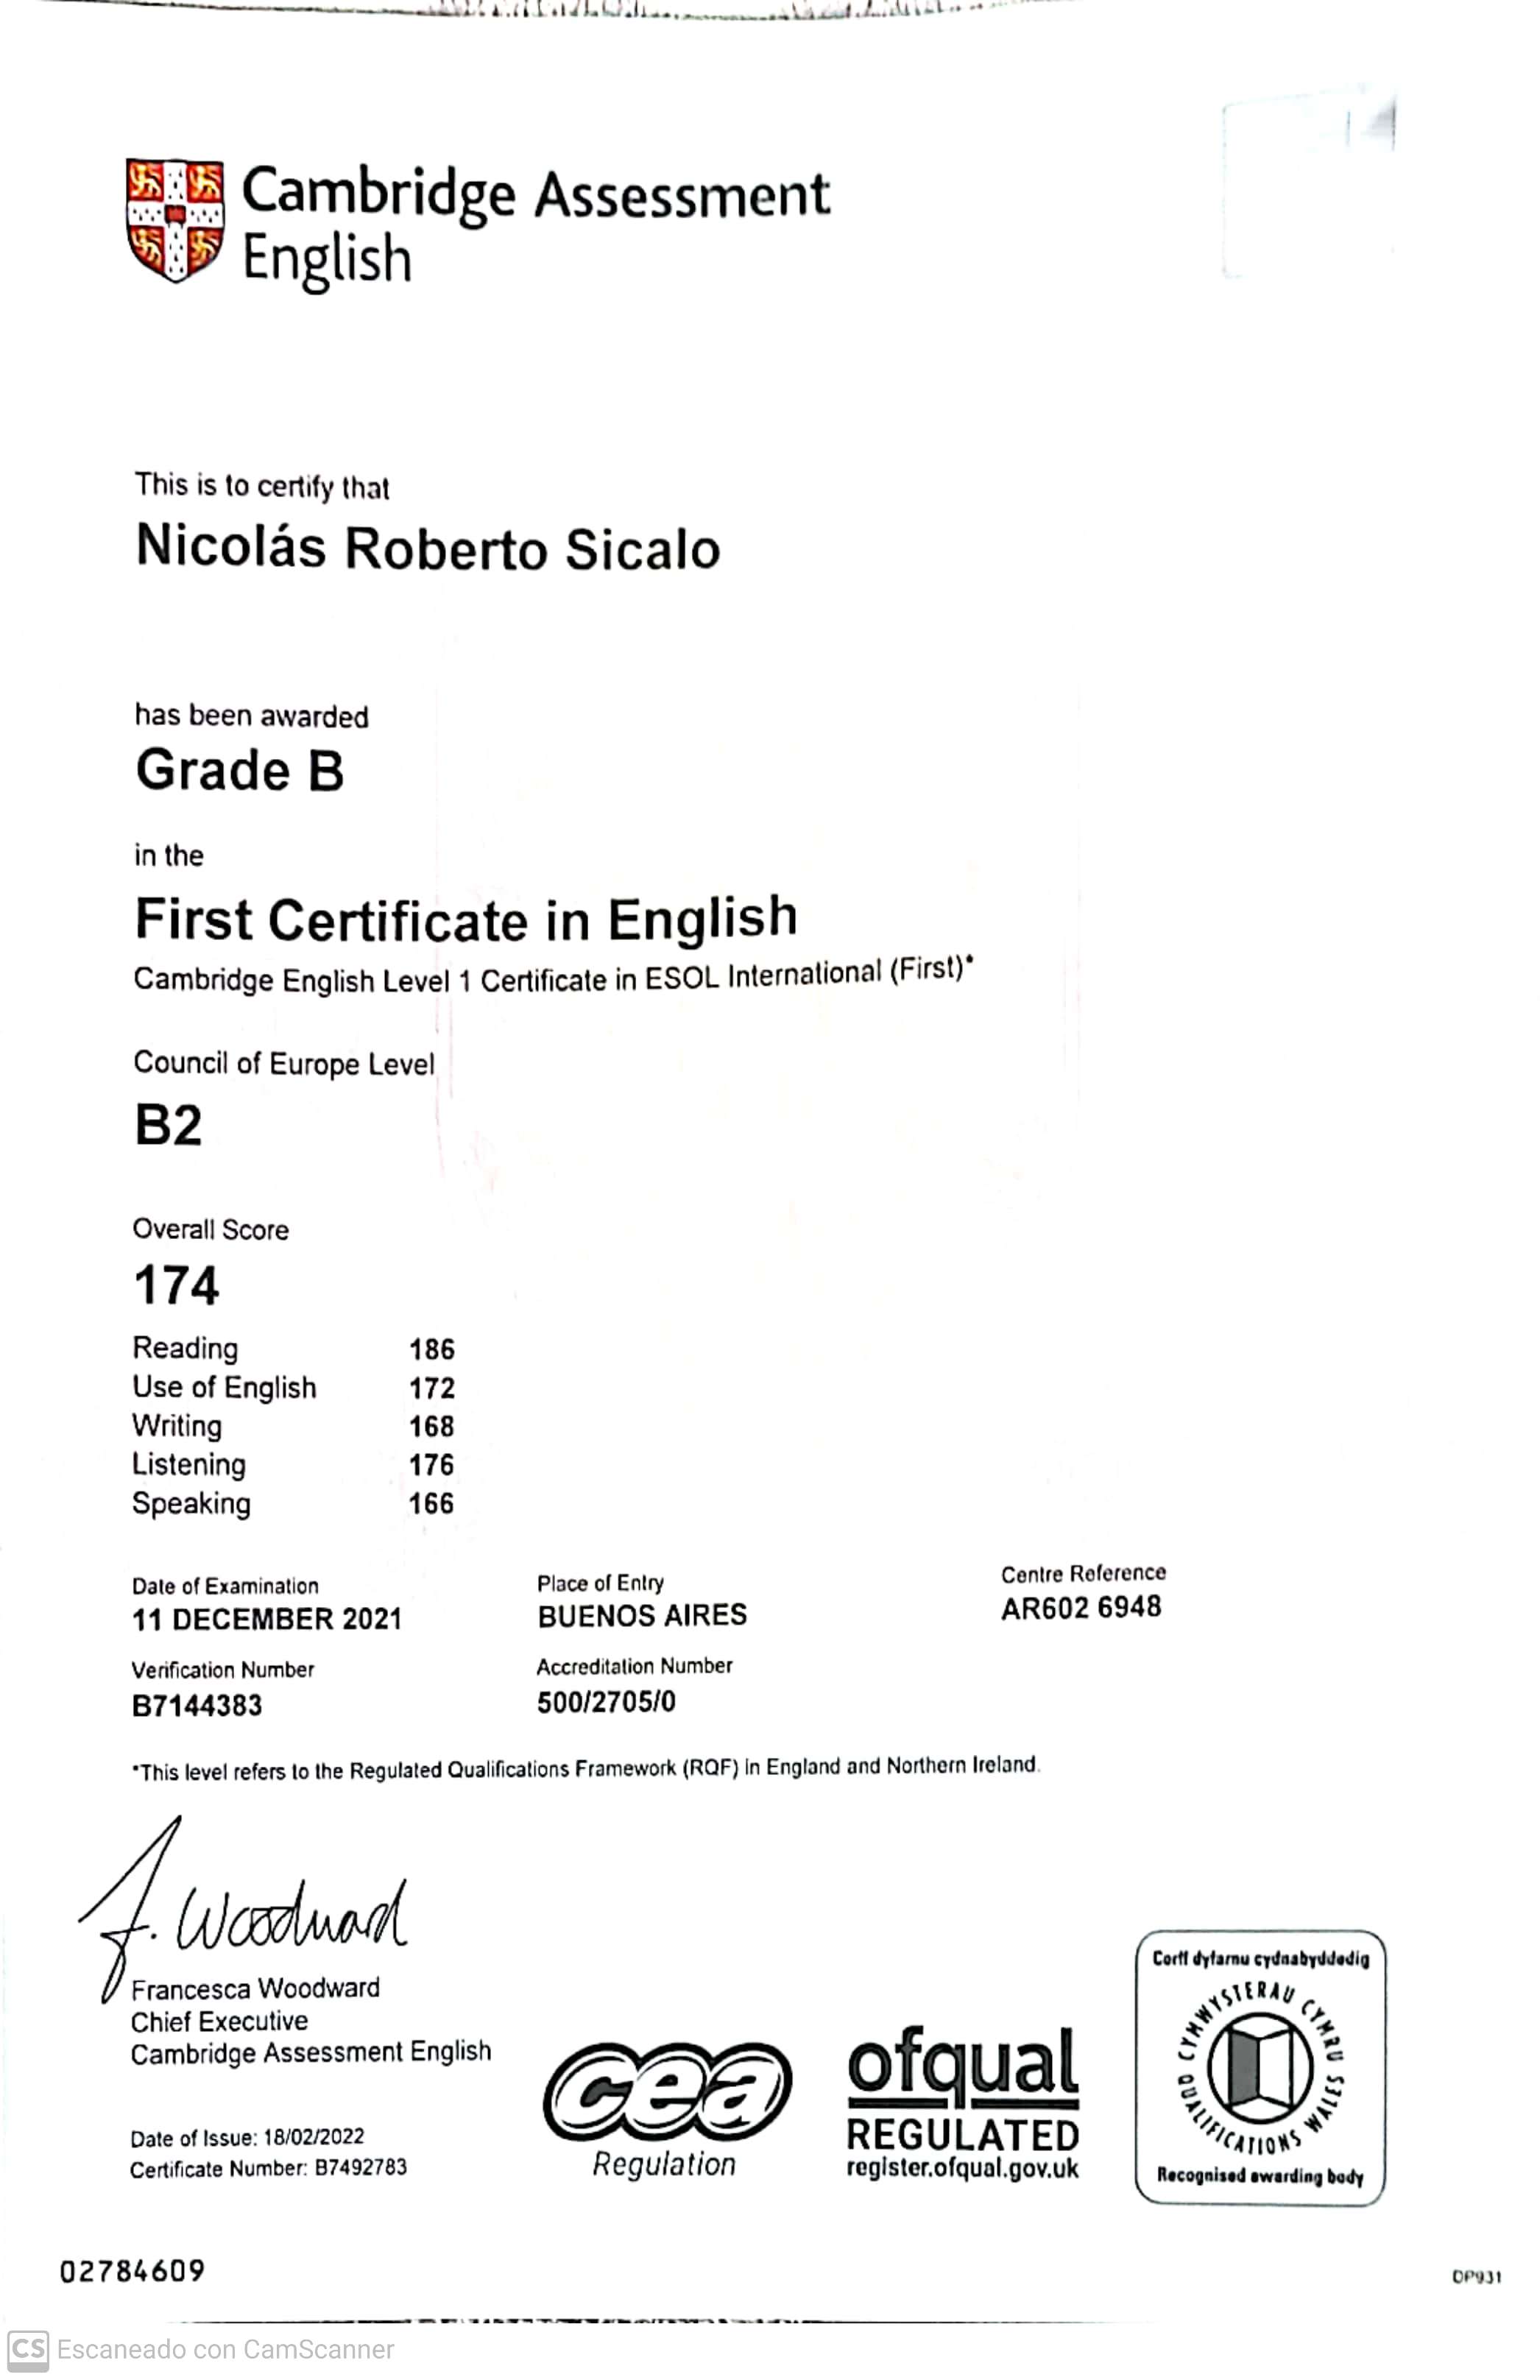 Cambridge Assessment
English
This is to certify that
Nicolás Roberto Sicalo
has been awarded
Grade B
in the
First Certificate in English
Cambridge English Level 1 Certificate in ESOL International (First)*
Council of Europe Level
B2
Overall Score
174
Reading 186
Use of English 172
Writing 168
Listening 176
Speaking 166
Date of Examination Place of Entry Centre Reference
11 DECEMBER 2021 BUENOS AIRES AR602 6948
Verification Number Accreditation Number
B7144383 500/2705/0
*This level refers to the Regulated Qualifications Framework (RQF) in England and Northern Ireland.
F. Woodward
Francesca Woodward
Chief Executive
Cambridge Assessment English
Date of Issue: 18/02/2022
Certificate Number: B7492783
cea
Regulation
ofqual
REGULATED
register.ofqual.gov.uk
Corff dyfarnu cydnabyddedig
CYMWYSTERAU CYMRU
QUALIFICATIONS WALES
Recognised awarding body
02784609
DP931
CS Escaneado con CamScanner